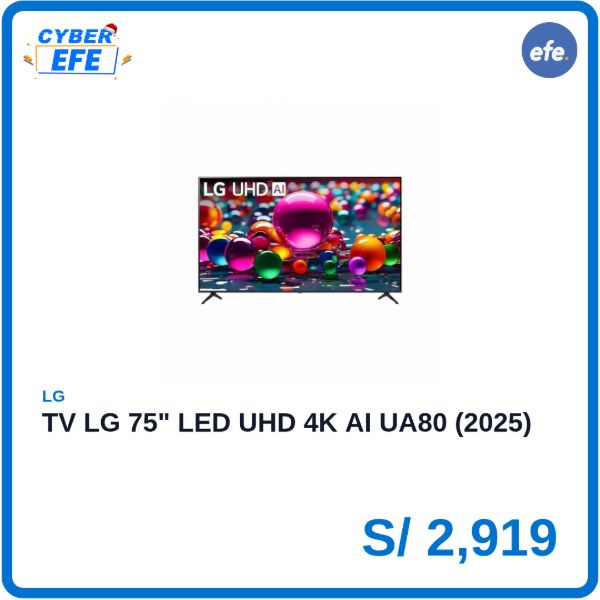 CYBER
EFE
efe.
LG UHD AI
LG
TV LG 75" LED UHD 4K AI UA80 (2025)
S/ 2,919